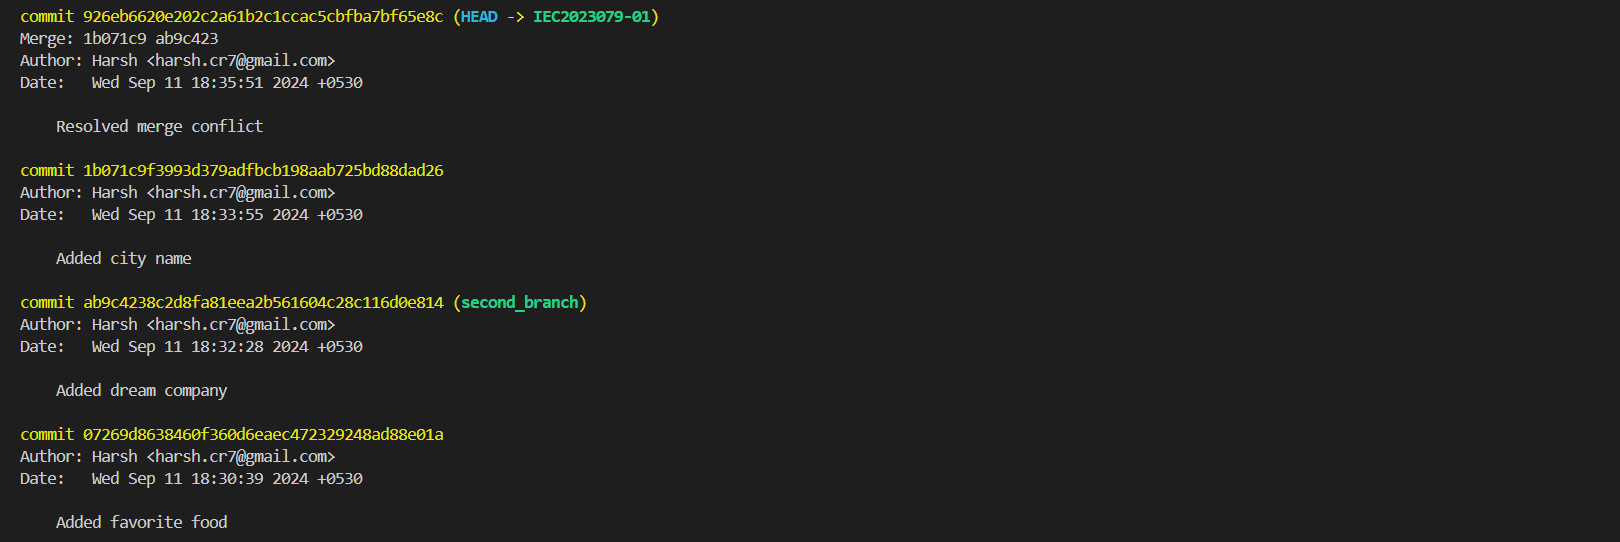 commit 926eb6620e202c2a61b2c1ccac5cbfba7bf65e8c (HEAD -> IEC2023079-01)
Merge: 1b071c9 ab9c423
Author: Harsh <harsh.cr7@gmail.com>
Date:   Wed Sep 11 18:35:51 2024 +0530
Resolved merge conflict
commit 1b071c9f3993d379adfbcb198aab725bd88dad26
Author: Harsh <harsh.cr7@gmail.com>
Date:   Wed Sep 11 18:33:55 2024 +0530
Added city name
commit ab9c4238c2d8fa81eea2b561604c28c116d0e814 (second_branch)
Author: Harsh <harsh.cr7@gmail.com>
Date:   Wed Sep 11 18:32:28 2024 +0530
Added dream company
commit 07269d8638460f360d6eaec472329248ad88e01a
Author: Harsh <harsh.cr7@gmail.com>
Date:   Wed Sep 11 18:30:39 2024 +0530
Added favorite food